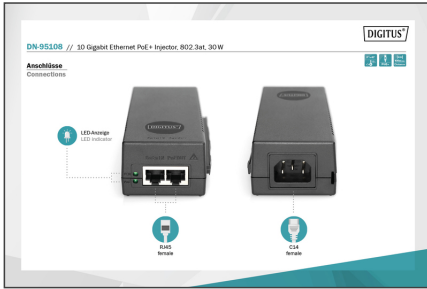 DIGITUS®
DN-95108 // 10 Gigabit Ethernet PoE+ Injector, 802.3at, 30 W
Anschlüsse
Connections
DIGITUS
LED-Anzeige
LED indicator
RJ45
female
C14
female